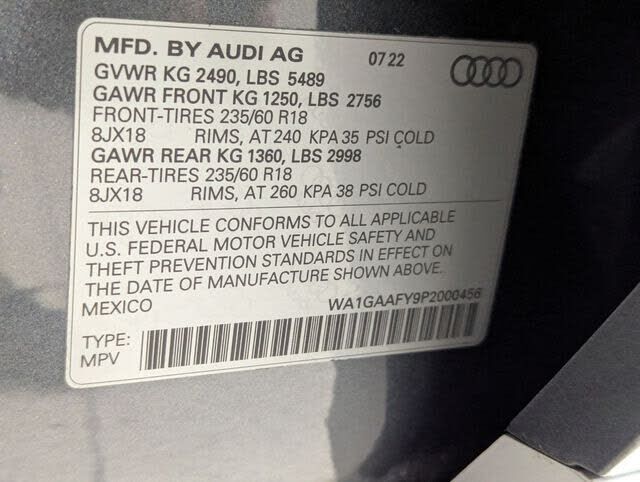 MFD. BY AUDI AG 07 22
GVWR KG 2490, LBS 5489
GAWR FRONT KG 1250, LBS 2756
FRONT-TIRES 235/60 R18
8JX18 RIMS, AT 240 KPA 35 PSI COLD
GAWR REAR KG 1360, LBS 2998
REAR-TIRES 235/60 R18
8JX18 RIMS, AT 260 KPA 38 PSI COLD
THIS VEHICLE CONFORMS TO ALL APPLICABLE
U.S. FEDERAL MOTOR VEHICLE SAFETY AND
THEFT PREVENTION STANDARDS IN EFFECT ON
THE DATE OF MANUFACTURE SHOWN ABOVE.
MEXICO WA1GAAFY9P2000456
TYPE:
MPV